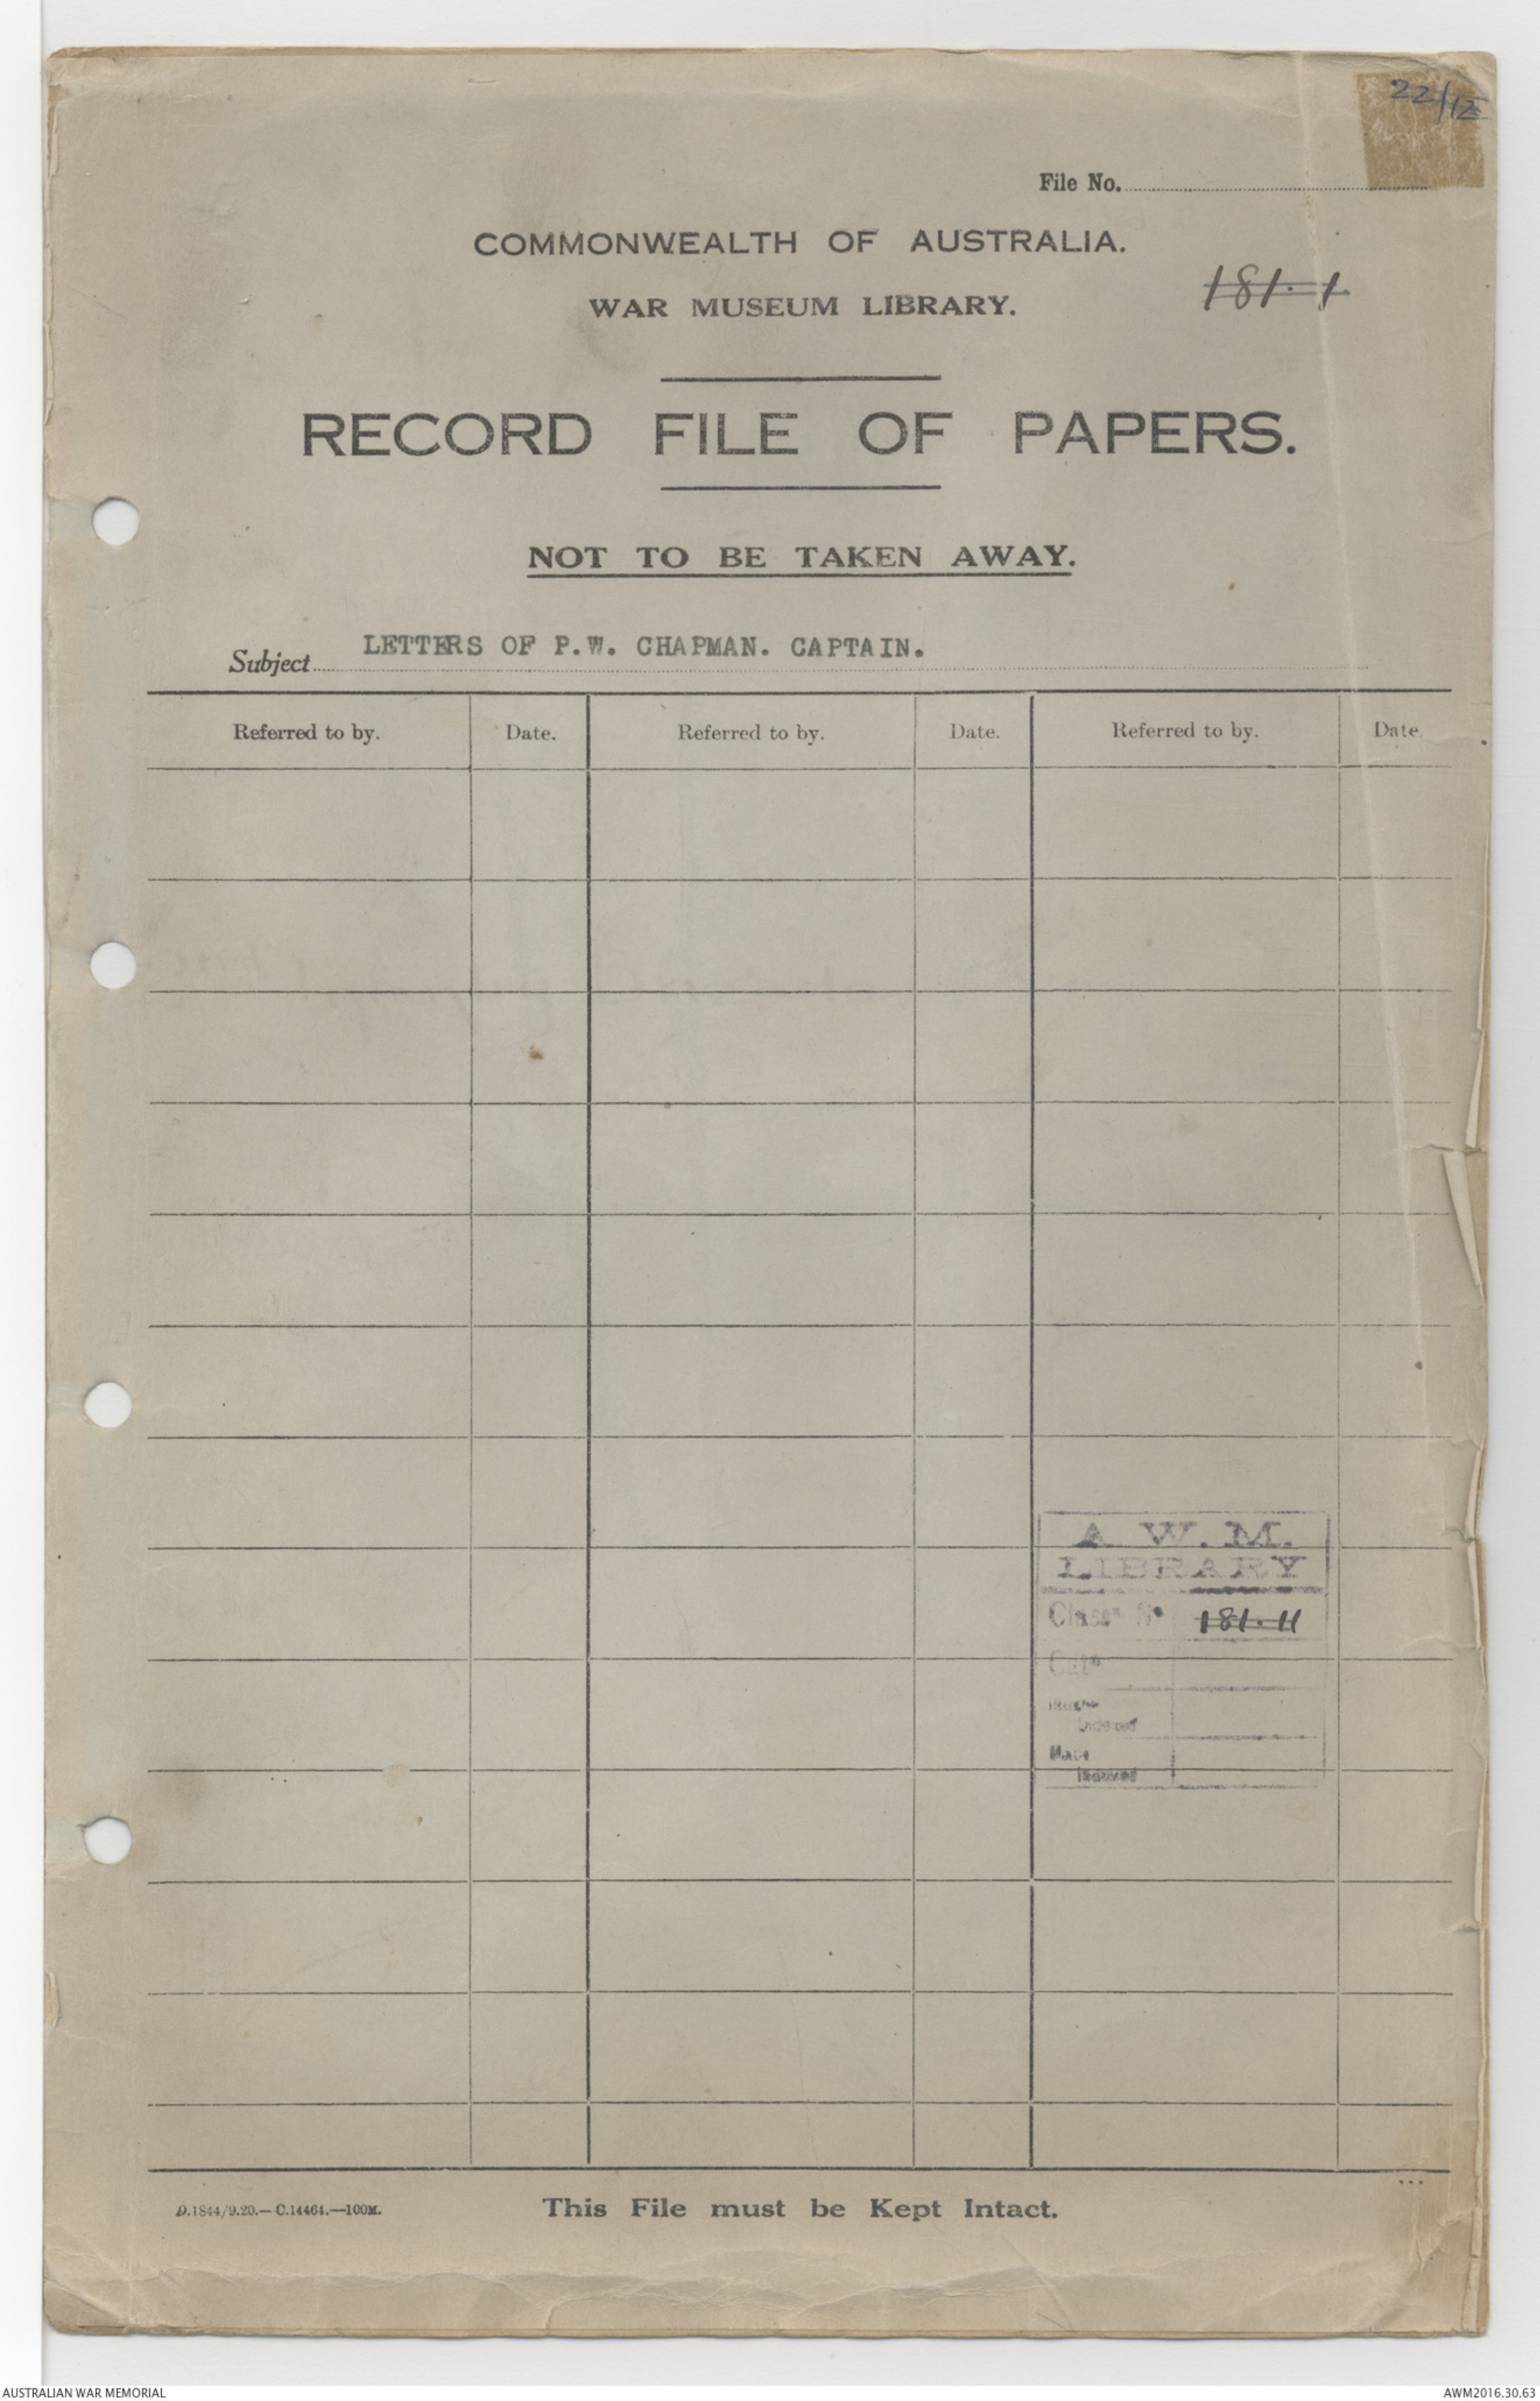 22/12
File No.
COMMONWEALTH OF AUSTRALIA.
181.1
WAR MUSEUM LIBRARY.
RECORD FILE OF PAPERS.
NOT TO BE TAKEN AWAY.
Subject LETTERS OF P.W. CHAPMAN. CAPTAIN.
Referred to by. Date. Referred to by. Date. Referred to by. Date
A.W.M.
LIBRARY
Class No 181.11
Indexed
Maps
Indexed
D.1844/9.20.—C.14464.—100M. This File must be Kept Intact.
AUSTRALIAN WAR MEMORIAL AWM2016.30.63